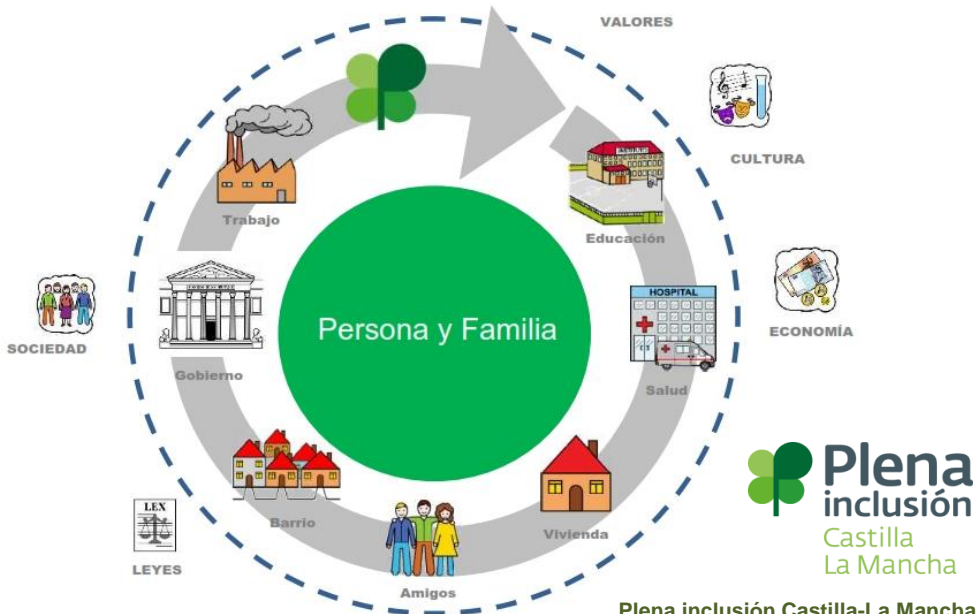 VALORES
CULTURA
Trabajo
Educación
HOSPITAL
SOCIEDAD
Persona y Familia
ECONOMÍA
Gobierno
Salud
LEX
Barrio
Vivienda
LEYES
Amigos
Plena
inclusión
Castilla
La Mancha
Plena inclusión Castilla-La Mancha